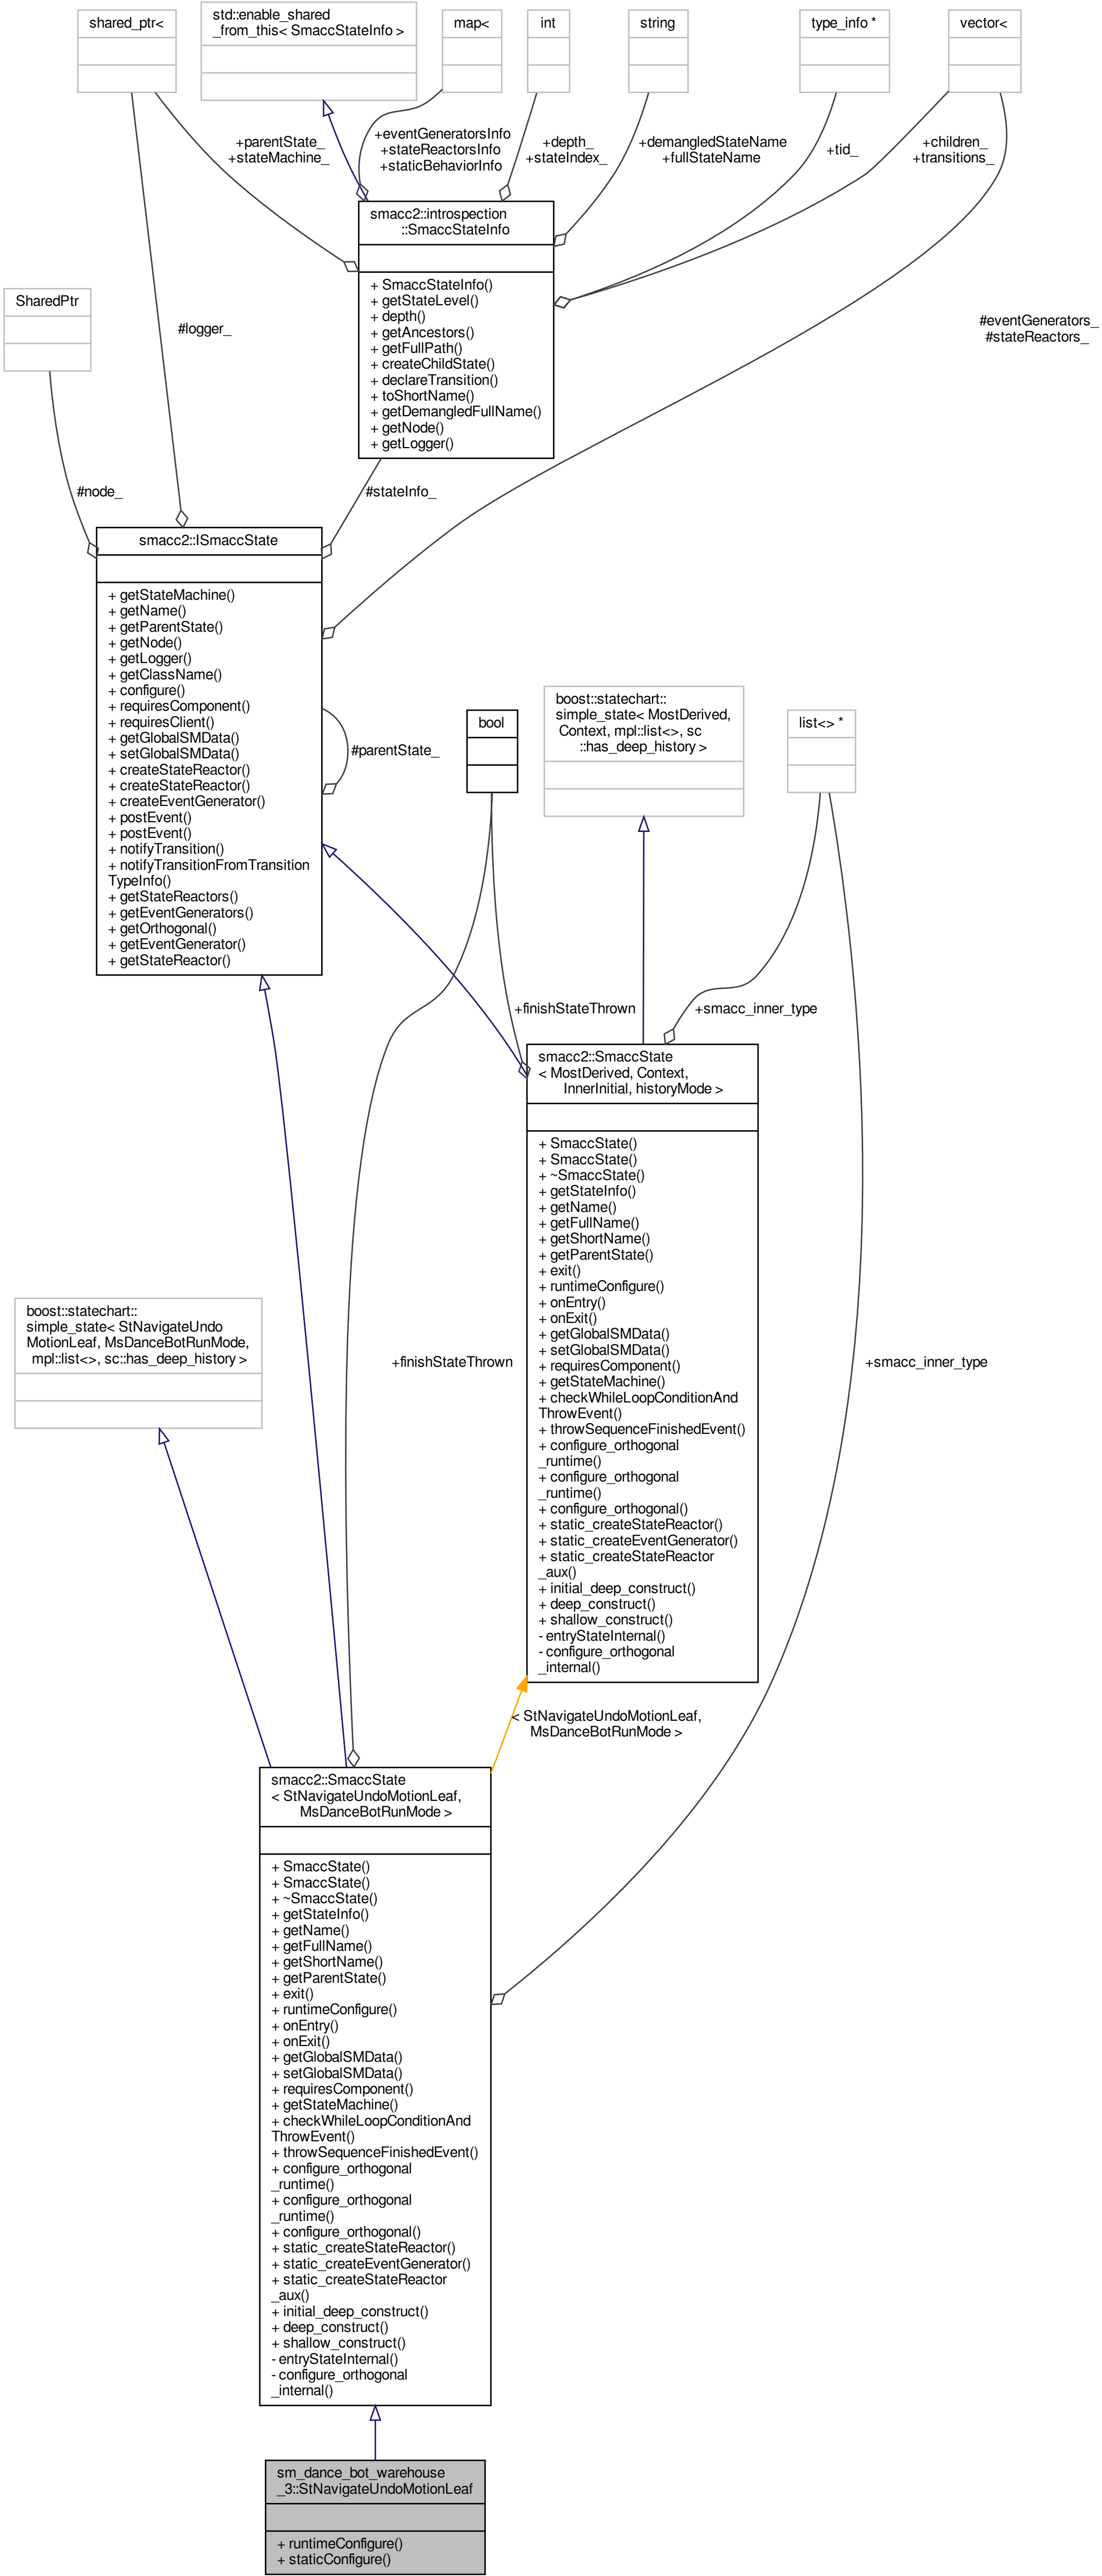 shared_ptr<
std::enable_shared
_from_this< SmaccStateInfo >
map<
int
string
type_info *
vector<
+parentState_
+stateMachine_
+eventGeneratorsInfo
+stateReactorsInfo
+staticBehaviorInfo
+depth_
+stateIndex_
+demangledStateName
+fullStateName
+tid_
+children_
+transitions_
smacc2::introspection
::SmaccStateInfo
+ SmaccStateInfo()
+ getStateLevel()
+ depth()
+ getAncestors()
+ getFullPath()
+ createChildState()
+ declareTransition()
+ toShortName()
+ getDemangledFullName()
+ getNode()
+ getLogger()
SharedPtr
#logger_
#eventGenerators_
#stateReactors_
#node_
#stateInfo_
smacc2::ISmaccState
+ getStateMachine()
+ getName()
+ getParentState()
+ getNode()
+ getLogger()
+ getClassName()
+ configure()
+ requiresComponent()
+ requiresClient()
+ getGlobalSMData()
+ setGlobalSMData()
+ createStateReactor()
+ createStateReactor()
+ createEventGenerator()
+ postEvent()
+ postEvent()
+ notifyTransition()
+ notifyTransitionFromTransition
TypeInfo()
+ getStateReactors()
+ getEventGenerators()
+ getOrthogonal()
+ getEventGenerator()
+ getStateReactor()
#parentState_
bool
boost::statechart::
simple_state< MostDerived,
Context, mpl::list<>, sc
::has_deep_history >
list<> *
+finishStateThrown
+smacc_inner_type
smacc2::SmaccState
< MostDerived, Context,
InnerInitial, historyMode >
+ SmaccState()
+ SmaccState()
+ ~SmaccState()
+ getStateInfo()
+ getName()
+ getFullName()
+ getShortName()
+ getParentState()
+ exit()
+ runtimeConfigure()
+ onEntry()
+ onExit()
+ getGlobalSMData()
+ setGlobalSMData()
+ requiresComponent()
+ getStateMachine()
+ checkWhileLoopConditionAnd
ThrowEvent()
+ throwSequenceFinishedEvent()
+ configure_orthogonal
_runtime()
+ configure_orthogonal
_runtime()
+ configure_orthogonal()
+ static_createStateReactor()
+ static_createEventGenerator()
+ static_createStateReactor
_aux()
+ initial_deep_construct()
+ deep_construct()
+ shallow_construct()
- entryStateInternal()
- configure_orthogonal
_internal()
boost::statechart::
simple_state< StNavigateUndo
MotionLeaf, MsDanceBotRunMode,
mpl::list<>, sc::has_deep_history >
+finishStateThrown
+smacc_inner_type
< StNavigateUndoMotionLeaf,
MsDanceBotRunMode >
smacc2::SmaccState
< StNavigateUndoMotionLeaf,
MsDanceBotRunMode >
+ SmaccState()
+ SmaccState()
+ ~SmaccState()
+ getStateInfo()
+ getName()
+ getFullName()
+ getShortName()
+ getParentState()
+ exit()
+ runtimeConfigure()
+ onEntry()
+ onExit()
+ getGlobalSMData()
+ setGlobalSMData()
+ requiresComponent()
+ getStateMachine()
+ checkWhileLoopConditionAnd
ThrowEvent()
+ throwSequenceFinishedEvent()
+ configure_orthogonal
_runtime()
+ configure_orthogonal
_runtime()
+ configure_orthogonal()
+ static_createStateReactor()
+ static_createEventGenerator()
+ static_createStateReactor
_aux()
+ initial_deep_construct()
+ deep_construct()
+ shallow_construct()
- entryStateInternal()
- configure_orthogonal
_internal()
sm_dance_bot_warehouse
_3::StNavigateUndoMotionLeaf
+ runtimeConfigure()
+ staticConfigure()